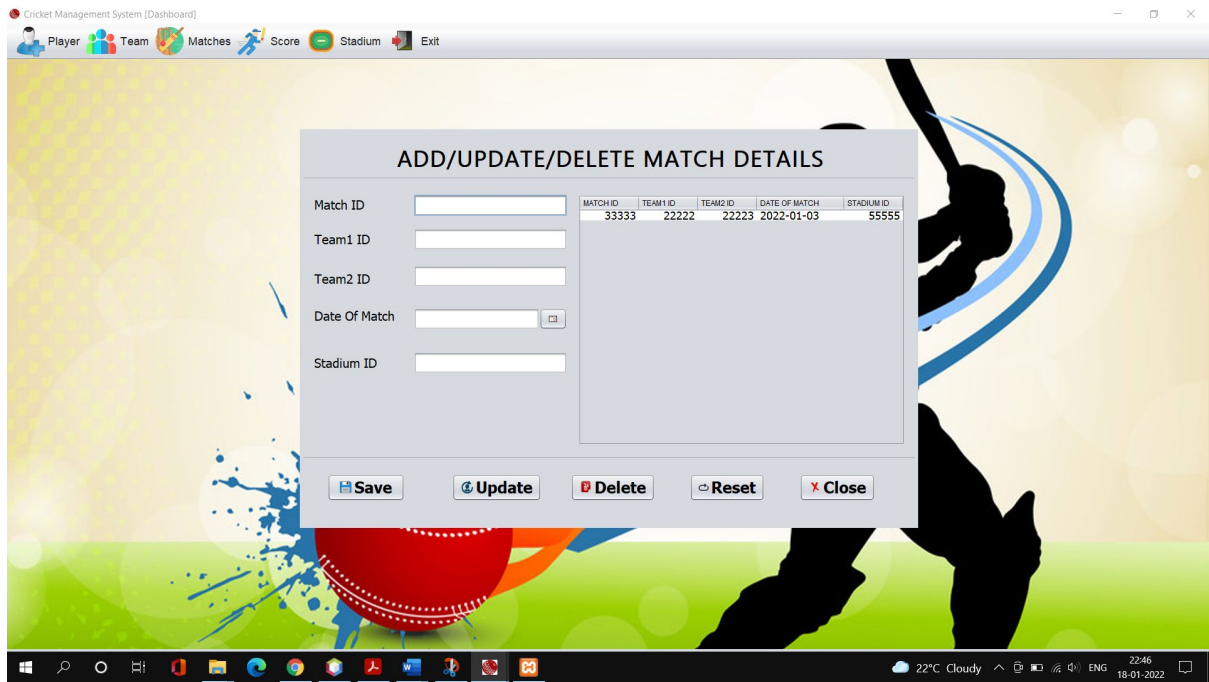 Cricket Management System [Dashboard]
Player Team Matches Score Stadium Exit
ADD/UPDATE/DELETE MATCH DETAILS
Match ID
Team1 ID
Team2 ID
Date Of Match
Stadium ID
MATCH ID TEAM1 ID TEAM2 ID DATE OF MATCH STADIUM ID
33333 22222 22223 2022-01-03 55555
Save Update Delete Reset Close
22°C Cloudy ENG 22:46
18-01-2022